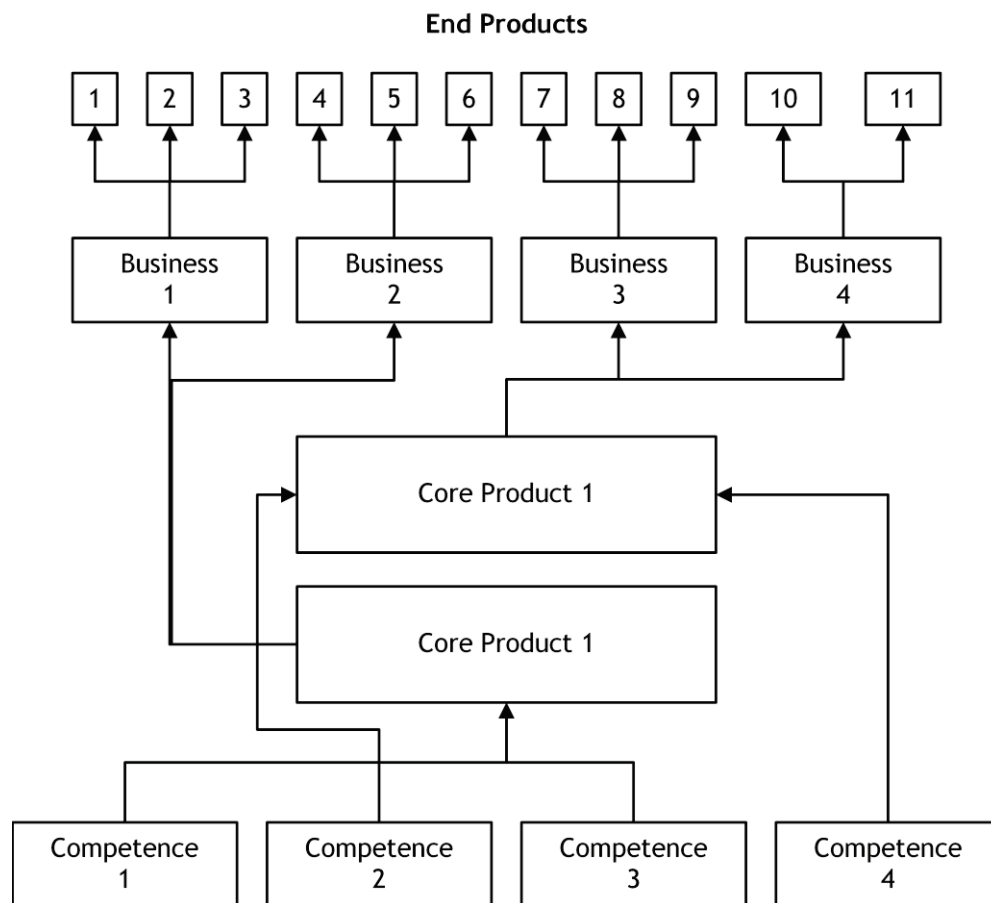 End Products
1 2 3 4 5 6 7 8 9 10 11
Business
1
Business
2
Business
3
Business
4
Core Product 1
Core Product 1
Competence
1
Competence
2
Competence
3
Competence
4